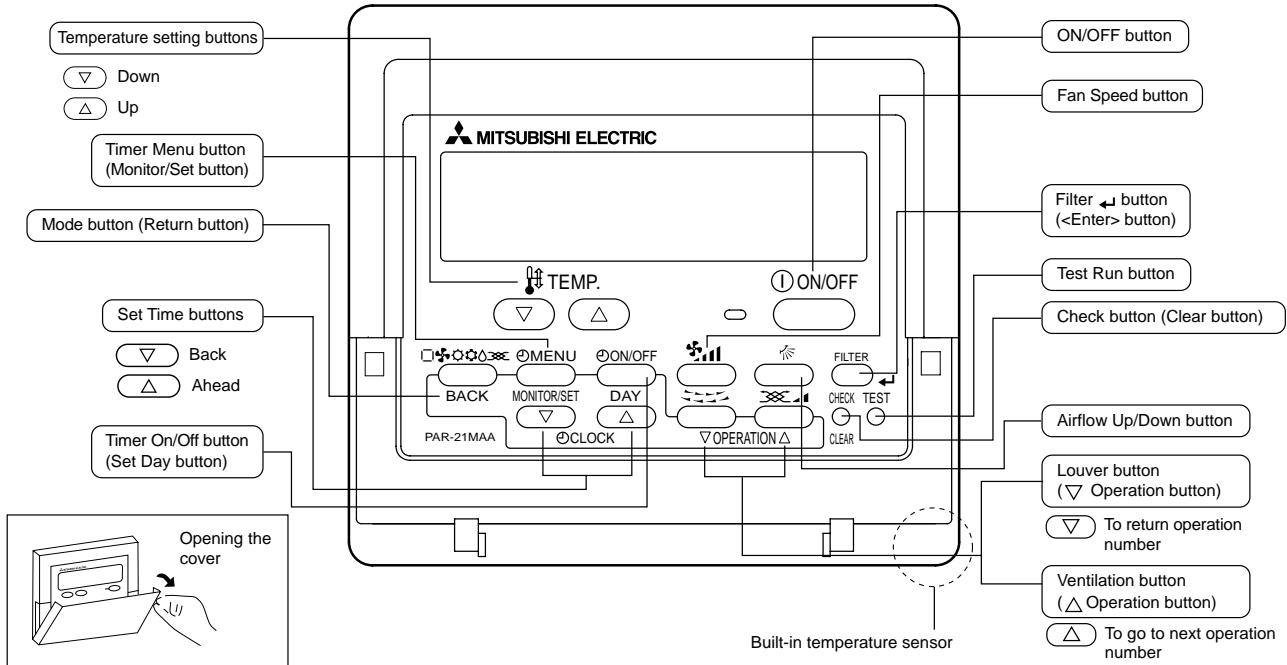 Temperature setting buttons
▽ Down
△ Up
Timer Menu button
(Monitor/Set button)
Mode button (Return button)
Set Time buttons
▽ Back
△ Ahead
Timer On/Off button
(Set Day button)
Opening the
cover
MITSUBISHI ELECTRIC
TEMP.
ON/OFF
▽ △
MENU ON/OFF
FILTER
BACK MONITOR/SET DAY
CHECK TEST
▽ △
PAR-21MAA CLOCK ▽ OPERATION △ CLEAR
Built-in temperature sensor
ON/OFF button
Fan Speed button
Filter ↵ button
(<Enter> button)
Test Run button
Check button (Clear button)
Airflow Up/Down button
Louver button
(▽ Operation button)
▽ To return operation
number
Ventilation button
(△ Operation button)
△ To go to next operation
number